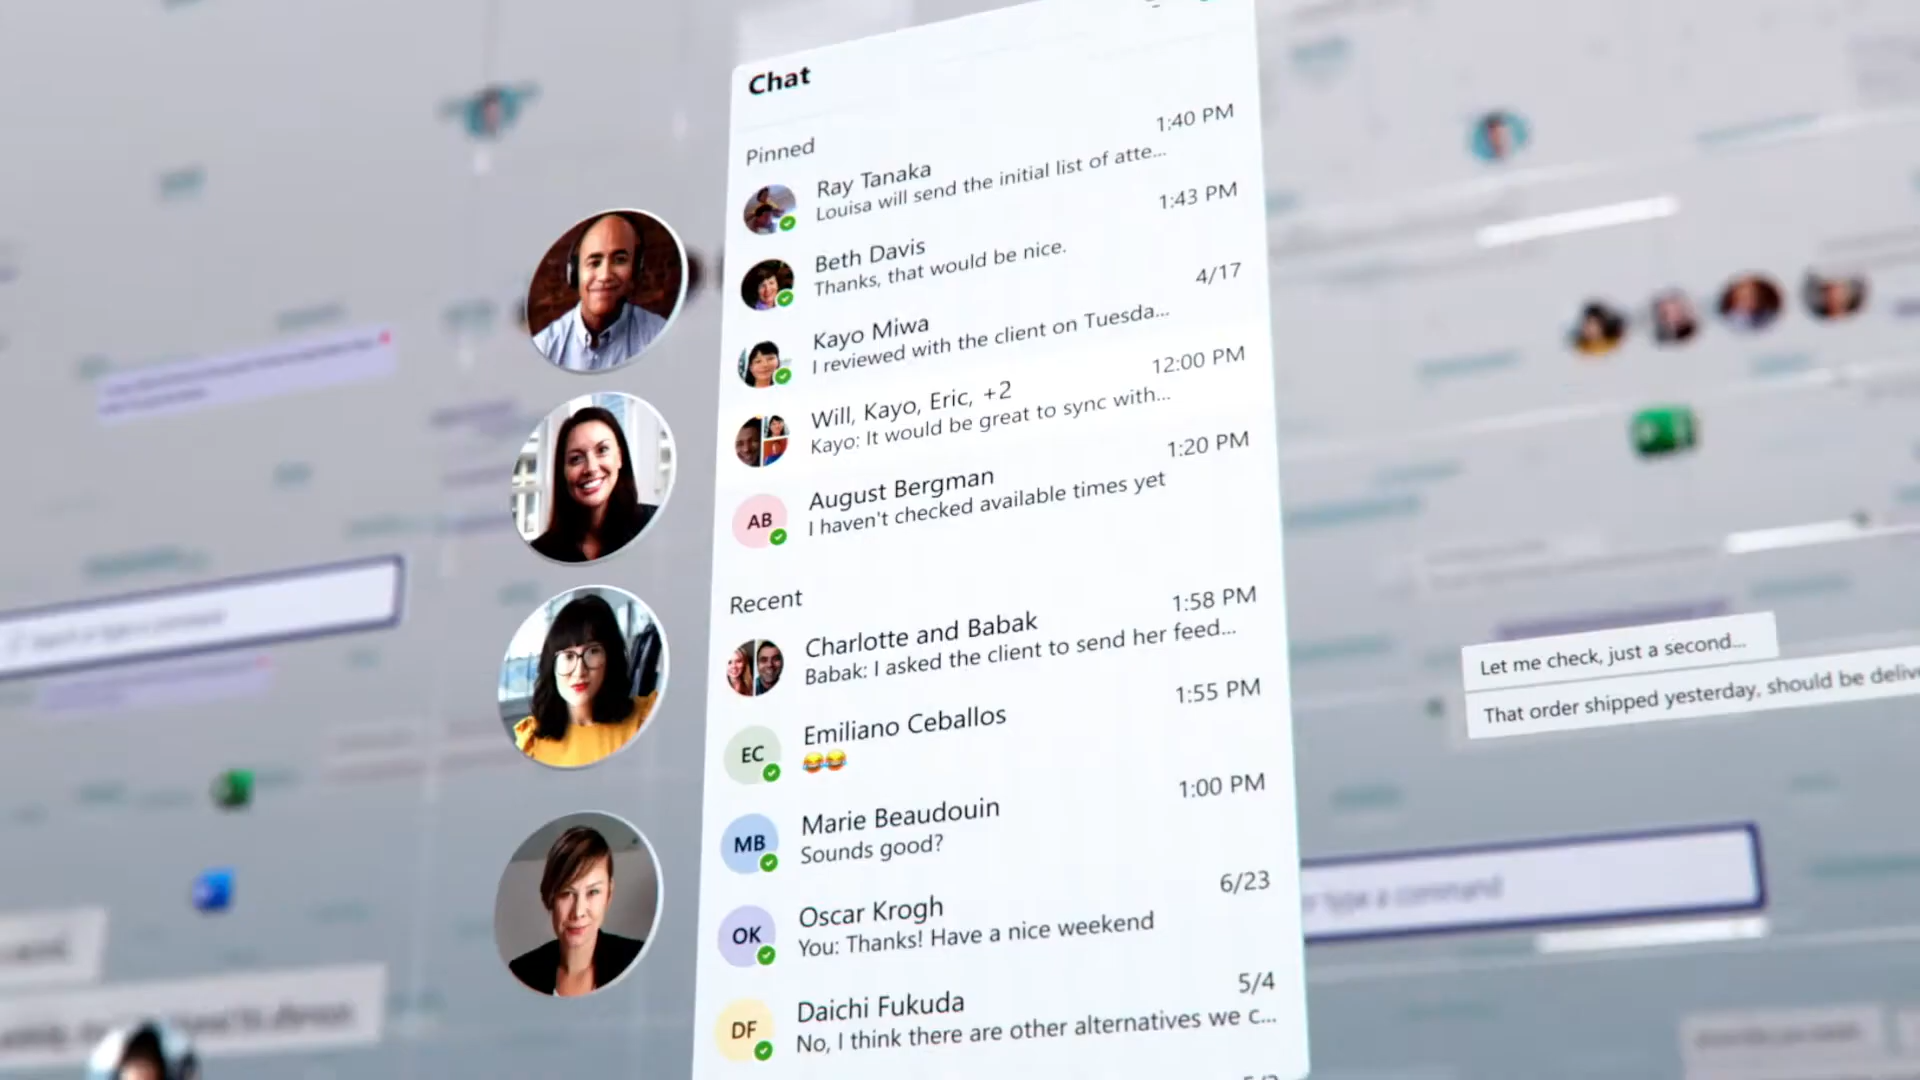 Chat
Pinned
1:40 PM
Ray Tanaka
Louisa will send the initial list of atte...
1:43 PM
Beth Davis
Thanks, that would be nice.
4/17
Kayo Miwa
I reviewed with the client on Tuesda...
12:00 PM
Will, Kayo, Eric, +2
Kayo: It would be great to sync with...
1:20 PM
AB
August Bergman
I haven't checked available times yet
Recent
1:58 PM
Charlotte and Babak
Babak: I asked the client to send her feed...
1:55 PM
EC
Emiliano Ceballos
😂😂
1:00 PM
MB
Marie Beaudouin
Sounds good?
6/23
OK
Oscar Krogh
You: Thanks! Have a nice weekend
5/4
DF
Daichi Fukuda
No, I think there are other alternatives we c...
Let me check, just a second...
That order shipped yesterday, should be
type a command